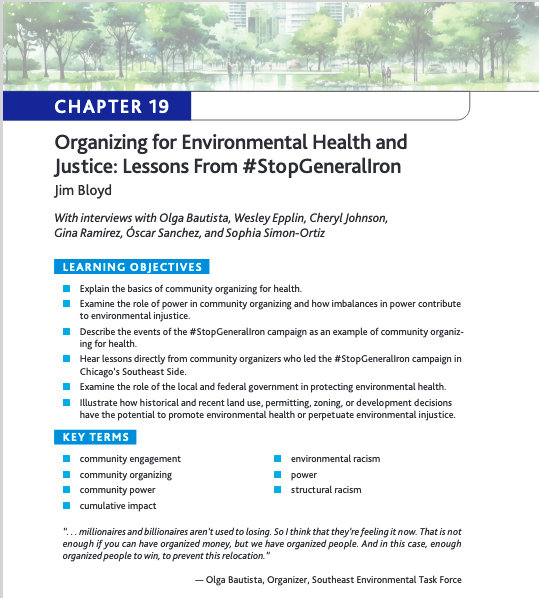 CHAPTER 19
Organizing for Environmental Health and
Justice: Lessons From #StopGeneralIron
Jim Bloyd
With interviews with Olga Bautista, Wesley Epplin, Cheryl Johnson,
Gina Ramirez, Óscar Sanchez, and Sophia Simon-Ortiz
LEARNING OBJECTIVES
Explain the basics of community organizing for health.
Examine the role of power in community organizing and how imbalances in power contribute
to environmental injustice.
Describe the events of the #StopGeneralIron campaign as an example of community organiz-
ing for health.
Hear lessons directly from community organizers who led the #StopGeneralIron campaign in
Chicago's Southeast Side.
Examine the role of the local and federal government in protecting environmental health.
Illustrate how historical and recent land use, permitting, zoning, or development decisions
have the potential to promote environmental health or perpetuate environmental injustice.
KEY TERMS
community engagement
community organizing
community power
cumulative impact
environmental racism
power
structural racism
"... millionaires and billionaires aren't used to losing. So I think that they're feeling it now. That is not
enough if you can have organized money, but we have organized people. And in this case, enough
organized people to win, to prevent this relocation."
— Olga Bautista, Organizer, Southeast Environmental Task Force